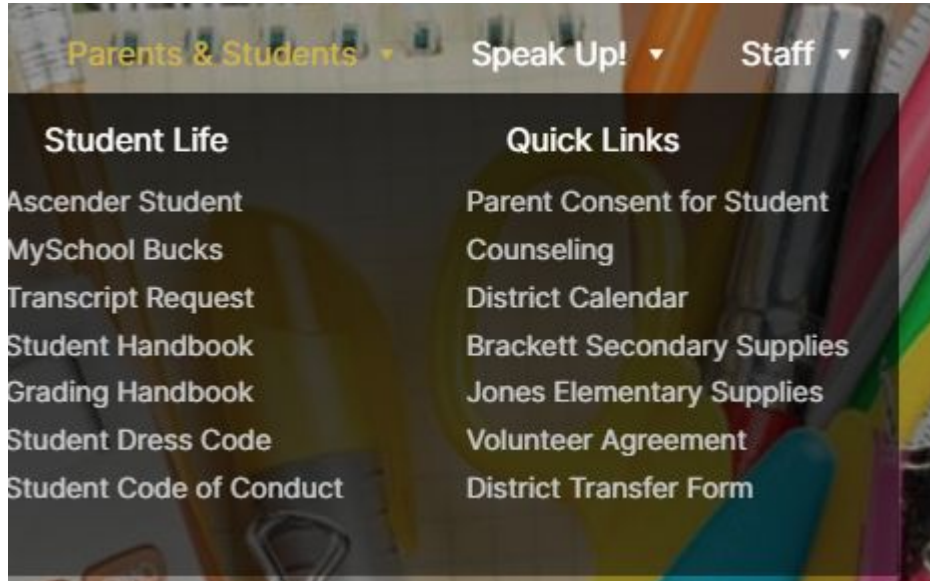 Parents & Students Speak Up! Staff
Student Life
Ascender Student
MySchool Bucks
Transcript Request
Student Handbook
Grading Handbook
Student Dress Code
Student Code of Conduct
Quick Links
Parent Consent for Student
Counseling
District Calendar
Brackett Secondary Supplies
Jones Elementary Supplies
Volunteer Agreement
District Transfer Form